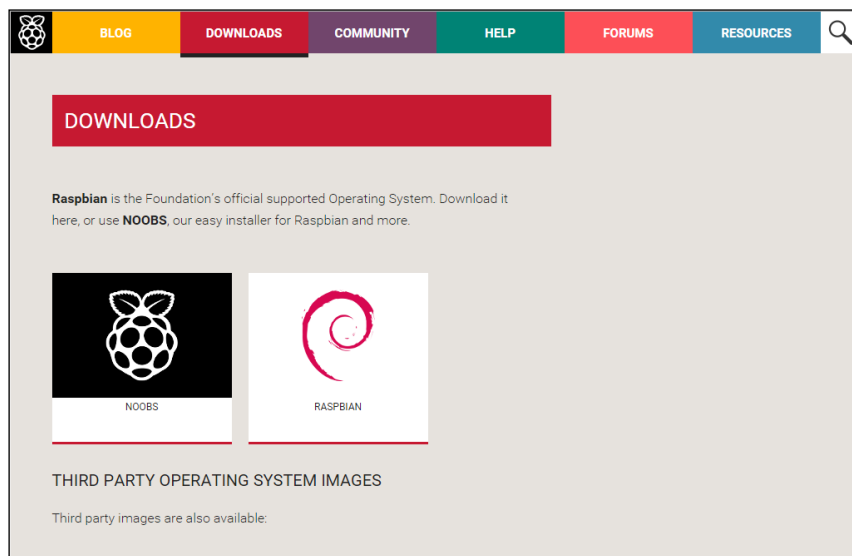 BLOG DOWNLOADS COMMUNITY HELP FORUMS RESOURCES
DOWNLOADS
Raspbian is the Foundation's official supported Operating System. Download it
here, or use NOOBS, our easy installer for Raspbian and more.
NOOBS RASPBIAN
THIRD PARTY OPERATING SYSTEM IMAGES
Third party images are also available: